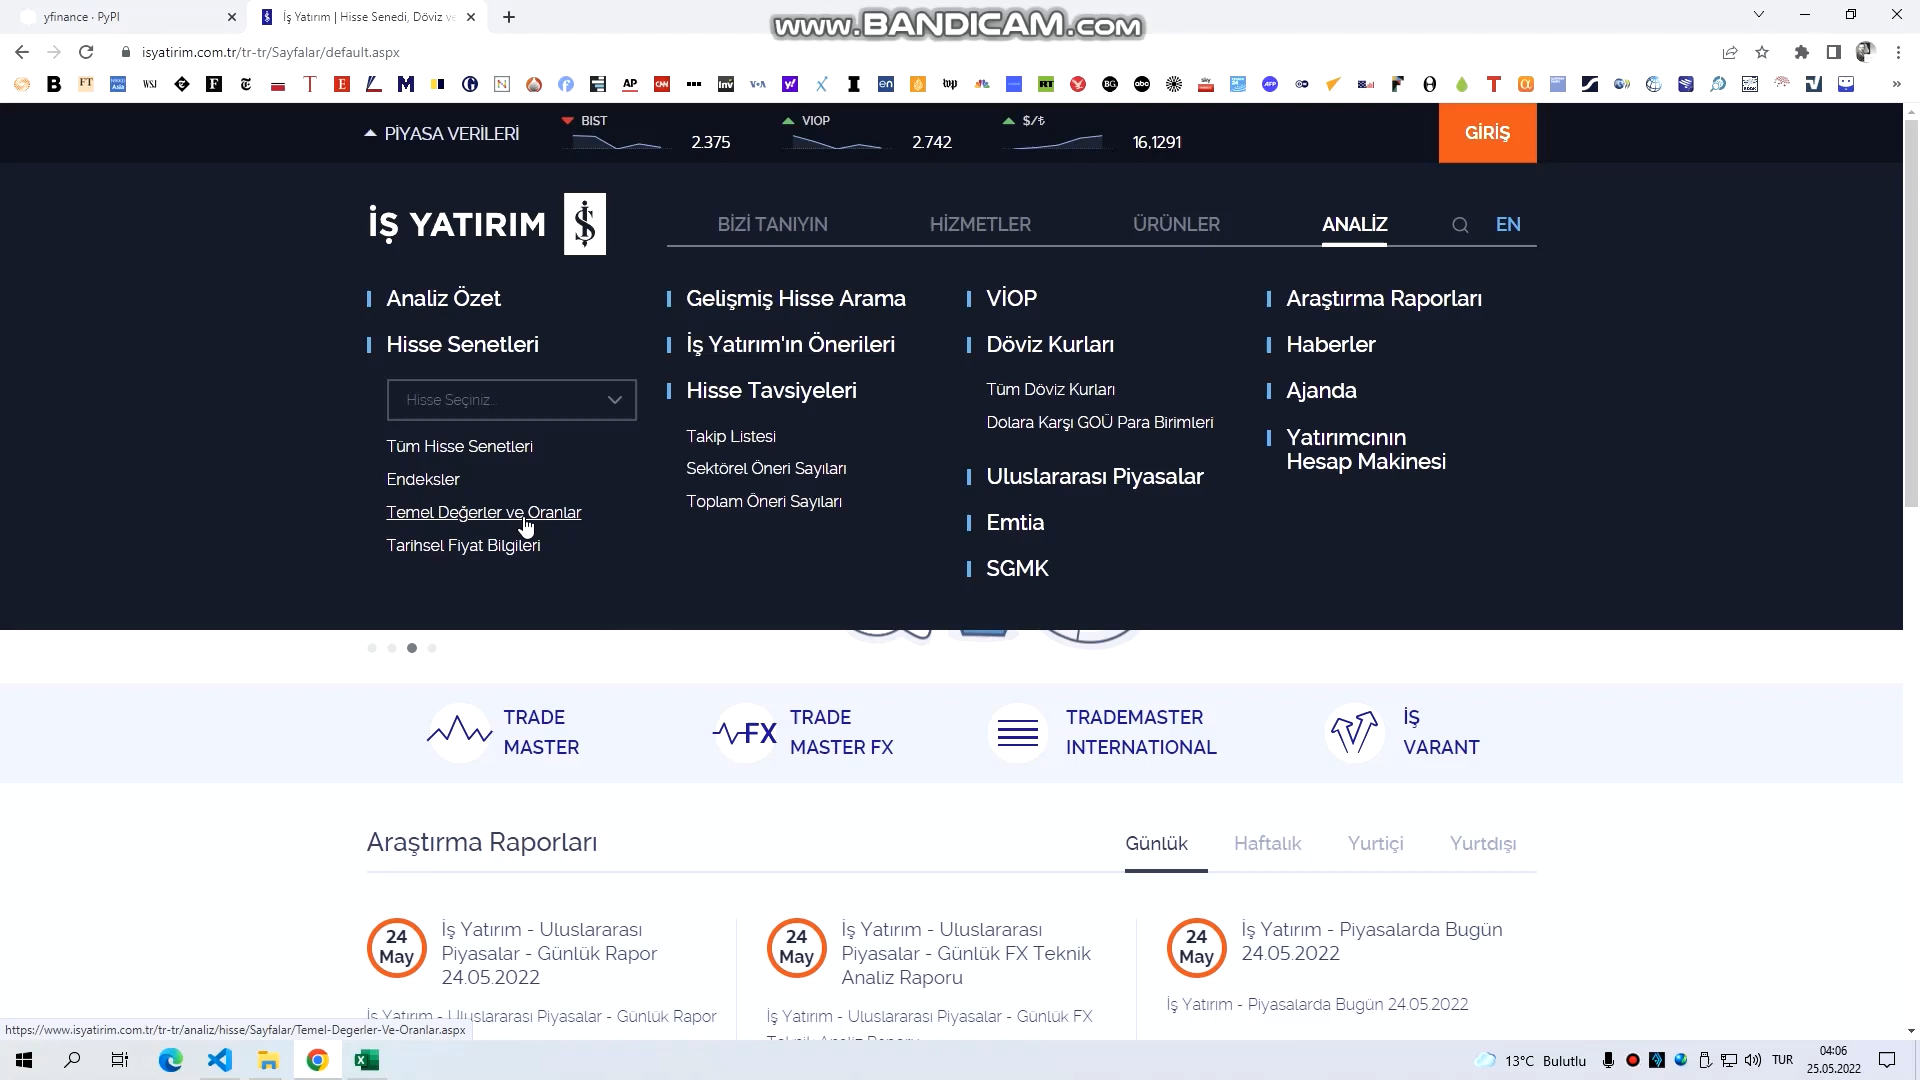 yfinance · PyPI
İş Yatırım | Hisse Senedi, Döviz ve
www.BANDICAM.com
isyatirim.com.tr/tr-tr/Sayfalar/default.aspx
PİYASA VERİLERİ
BIST
2.375
VIOP
2.742
$/₺
16,1291
GİRİŞ
İŞ YATIRIM
BİZİ TANIYIN
HİZMETLER
ÜRÜNLER
ANALİZ
EN
Analiz Özet
Hisse Senetleri
Hisse Seçiniz...
Tüm Hisse Senetleri
Endeksler
Temel Değerler ve Oranlar
Tarihsel Fiyat Bilgileri
Gelişmiş Hisse Arama
İş Yatırım'ın Önerileri
Hisse Tavsiyeleri
Takip Listesi
Sektörel Öneri Sayıları
Toplam Öneri Sayıları
VİOP
Döviz Kurları
Tüm Döviz Kurları
Dolara Karşı GOÜ Para Birimleri
Uluslararası Piyasalar
Emtia
SGMK
Araştırma Raporları
Haberler
Ajanda
Yatırımcının
Hesap Makinesi
TRADE
MASTER
FX
TRADE
MASTER FX
TRADEMASTER
INTERNATIONAL
İŞ
VARANT
Araştırma Raporları
Günlük
Haftalık
Yurtiçi
Yurtdışı
24
May
İş Yatırım - Uluslararası
Piyasalar - Günlük Rapor
24.05.2022
İş Yatırım - Uluslararası Piyasalar - Günlük Rapor
24
May
İş Yatırım - Uluslararası
Piyasalar - Günlük FX Teknik
Analiz Raporu
İş Yatırım - Uluslararası Piyasalar - Günlük FX
24
May
İş Yatırım - Piyasalarda Bugün
24.05.2022
İş Yatırım - Piyasalarda Bugün 24.05.2022
https://www.isyatirim.com.tr/tr-tr/analiz/hisse/Sayfalar/Temel-Degerler-Ve-Oranlar.aspx
13°C Bulutlu
TUR
04:06
25.05.2022